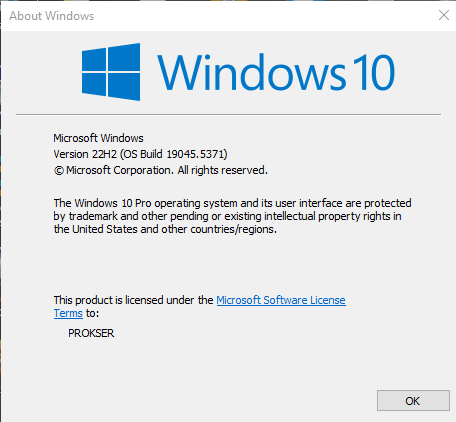 About Windows
Windows 10
Microsoft Windows
Version 22H2 (OS Build 19045.5371)
© Microsoft Corporation. All rights reserved.
The Windows 10 Pro operating system and its user interface are protected
by trademark and other pending or existing intellectual property rights in
the United States and other countries/regions.
This product is licensed under the Microsoft Software License
Terms to:
PROKSER
OK